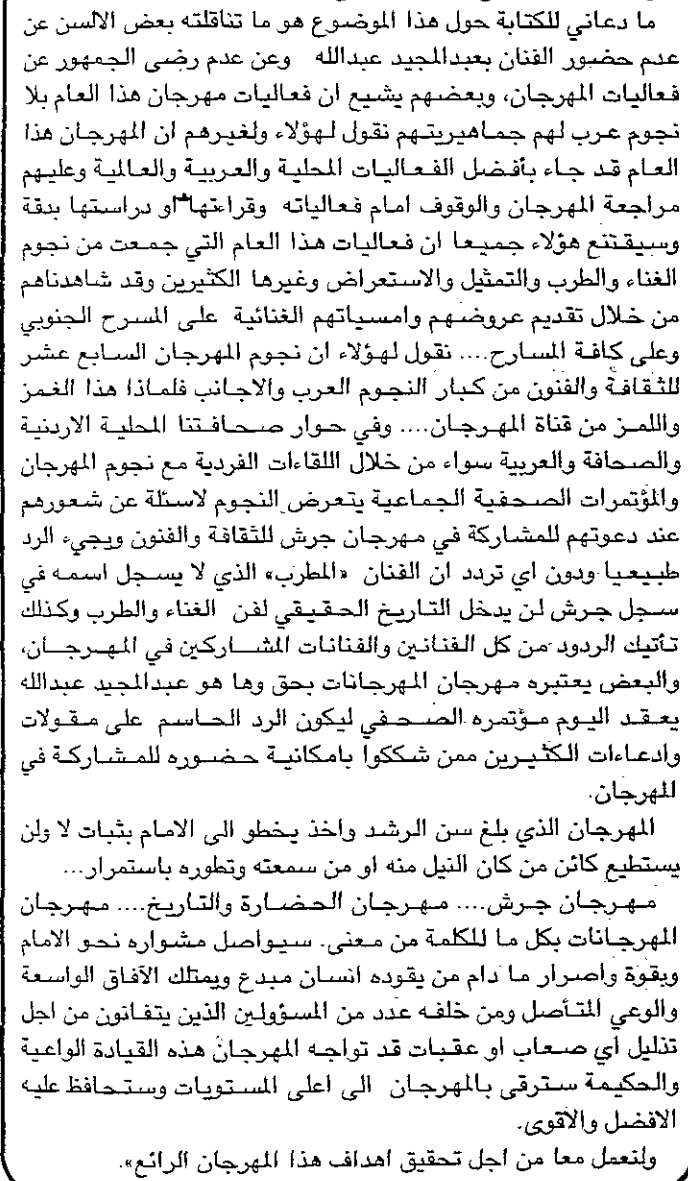 ما دعاني للكتابة حول هذا الموضوع هو ما تناقلته بعض الالسن عن
عدم حضور الفنان بعبدالمجيد عبدالله وعن عدم رضى الجمهور عن
فعاليات المهرجان، وبعضهم يشيع ان فعاليات مهرجان هذا العام بلا
نجوم عرب لهم جماهيريتهم نقول لهؤلاء ولغيرهم ان المهرجان هذا
العام قد جاء بأفضل الفعاليات المحلية والعربية والعالمية وعليهم
مراجعة المهرجان والوقوف امام فعالياته وقراءتها او دراستها بدقة
وسيقتنع هؤلاء جميعا ان فعاليات هذا العام التي جمعت من نجوم
الغناء والطرب والتمثيل والاستعراض وغيرها الكثيرين وقد شاهدناهم
من خلال تقديم عروضهم وامسياتهم الغنائية على المسرح الجنوبي
وعلى كافة المسارح.... نقول لهؤلاء ان نجوم المهرجان السابع عشر
للثقافة والفنون من كبار النجوم العرب والاجانب فلماذا هذا الغمز
واللمز من قناة المهرجان.... وفي حوار صحافتنا المحلية الاردنية
والصحافة والعربية سواء من خلال اللقاءات الفردية مع نجوم المهرجان
والمؤتمرات الصحفية الجماعية يتعرض النجوم لاسئلة عن شعورهم
عند دعوتهم للمشاركة في مهرجان جرش للثقافة والفنون ويجيء الرد
طبيعيا ودون اي تردد ان الفنان «المطرب» الذي لا يسجل اسمه في
سجل جرش لن يدخل التاريخ الحقيقي لفن الغناء والطرب وكذلك
تأتيك الردود من كل الفنانين والفنانات المشاركين في المهرجان،
والبعض يعتبره مهرجان المهرجانات بحق وها هو عبدالمجيد عبدالله
يعقد اليوم مؤتمره الصحفي ليكون الرد الحاسم على مقولات
وادعاءات الكثيرين ممن شككوا بامكانية حضوره للمشاركة في
المهرجان.
المهرجان الذي بلغ سن الرشد واخذ يخطو الى الامام بثبات لا ولن
يستطيع كائن من كان النيل منه او من سمعته وتطوره باستمرار...
مهرجان جرش.... مهرجان الحضارة والتاريخ.... مهرجان
المهرجانات بكل ما للكلمة من معنى. سيواصل مشواره نحو الامام
وبقوة واصرار ما دام من يقوده انسان مبدع ويمتلك الآفاق الواسعة
والوعي المتأصل ومن خلفه عدد من المسؤولين الذين يتفانون من اجل
تذليل أي صعاب او عقبات قد تواجه المهرجان هذه القيادة الواعية
والحكيمة سترقى بالمهرجان الى اعلى المستويات وستحافظ عليه
الافضل والأقوى.
ولنعمل معا من اجل تحقيق اهداف هذا المهرجان الرائع».